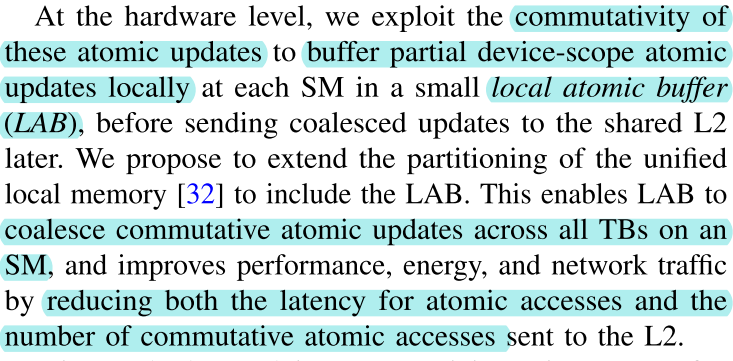 At the hardware level, we exploit the commutativity of
these atomic updates to buffer partial device-scope atomic
updates locally at each SM in a small local atomic buffer
(LAB), before sending coalesced updates to the shared L2
later. We propose to extend the partitioning of the unified
local memory [32] to include the LAB. This enables LAB to
coalesce commutative atomic updates across all TBs on an
SM, and improves performance, energy, and network traffic
by reducing both the latency for atomic accesses and the
number of commutative atomic accesses sent to the L2.